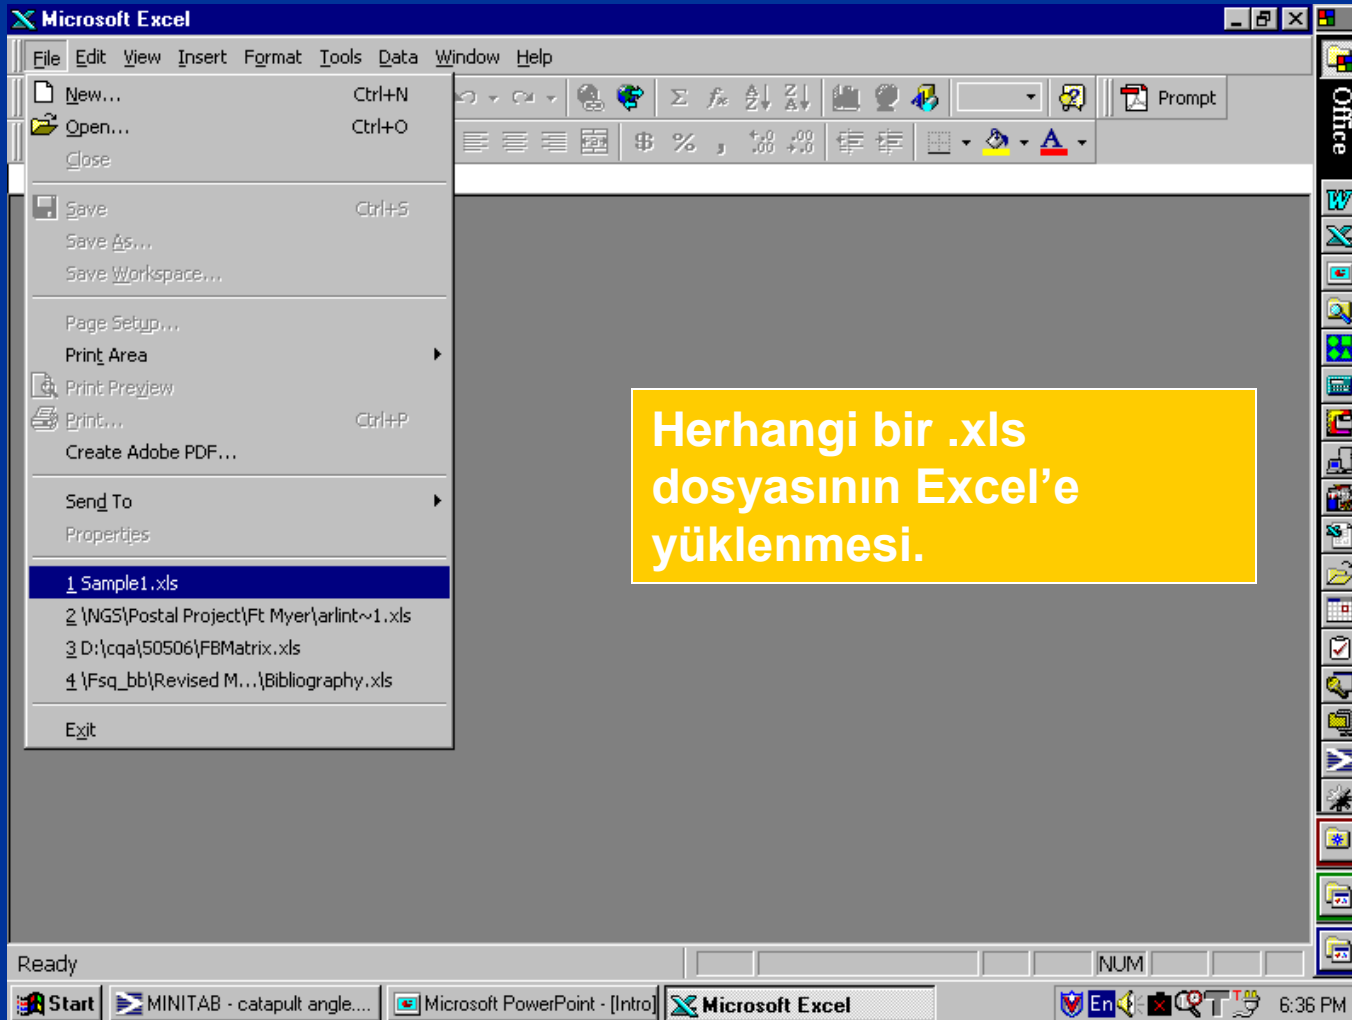 Microsoft Excel
File Edit View Insert Format Tools Data Window Help
New... Ctrl+N
Open... Ctrl+O
Close
Save Ctrl+S
Save As...
Save Workspace...
Page Setup...
Print Area
Print Preview
Print... Ctrl+P
Create Adobe PDF...
Send To
Properties
1 Sample1.xls
2 \NGS\Postal Project\Ft Myer\arlint~1.xls
3 D:\cqa\50506\FBMatrix.xls
4 \Fsq_bb\Revised M...\Bibliography.xls
Exit
Prompt
Herhangi bir .xls
dosyasının Excel’e
yüklenmesi.
Office
Ready NUM
Start MINITAB - catapult angle.... Microsoft PowerPoint - [Intro] Microsoft Excel En 6:36 PM